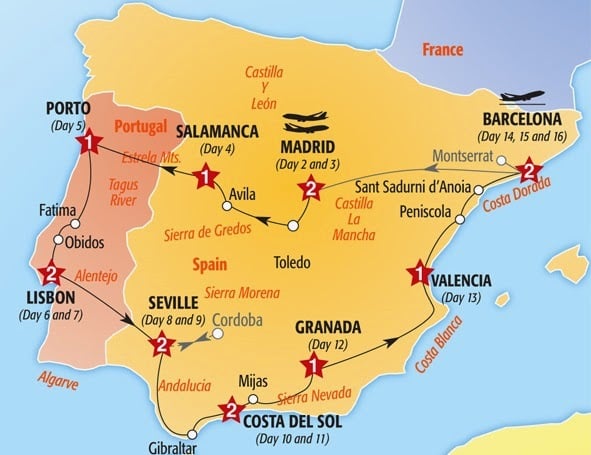 France
Castilla
Y
León
PORTO
(Day 5)
Portugal
SALAMANCA
(Day 4)
MADRID
(Day 2 and 3)
BARCELONA
(Day 14, 15 and 16)
Montserrat
Estrela Mts.
1
1
2
2
Sant Sadurni d'Anoia
Costa Dorada
Tagus
River
Avila
Castilla
La
Mancha
Peniscola
Fatima
Sierra de Gredos
Obidos
Toledo
Spain
2
Alentejo
1
VALENCIA
(Day 13)
LISBON
(Day 6 and 7)
Sierra Morena
SEVILLE
(Day 8 and 9)
Cordoba
2
GRANADA
(Day 12)
1
Costa Blanca
Algarve
Andalucia
Mijas
Sierra Nevada
2
COSTA DEL SOL
(Day 10 and 11)
Gibraltar